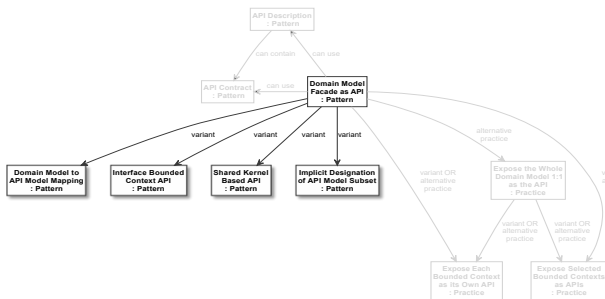 API Description
: Pattern
can contain
can use
API Contract
: Pattern
can use
Domain Model
Facade as API
: Pattern
variant
variant
variant
variant
alternative
practice
Domain Model to
API Model Mapping
: Pattern
Interface Bounded
Context API
: Pattern
Shared Kernel
Based API
: Pattern
Implicit Designation
of API Model Subset
: Pattern
variant OR
alternative
practice
Expose the Whole
Domain Model 1:1
as the API
: Practice
variant OR
alternative
practice
Expose Each
Bounded Context
as its Own API
: Practice
Expose Selected
Bounded Contexts
as APIs
: Practice